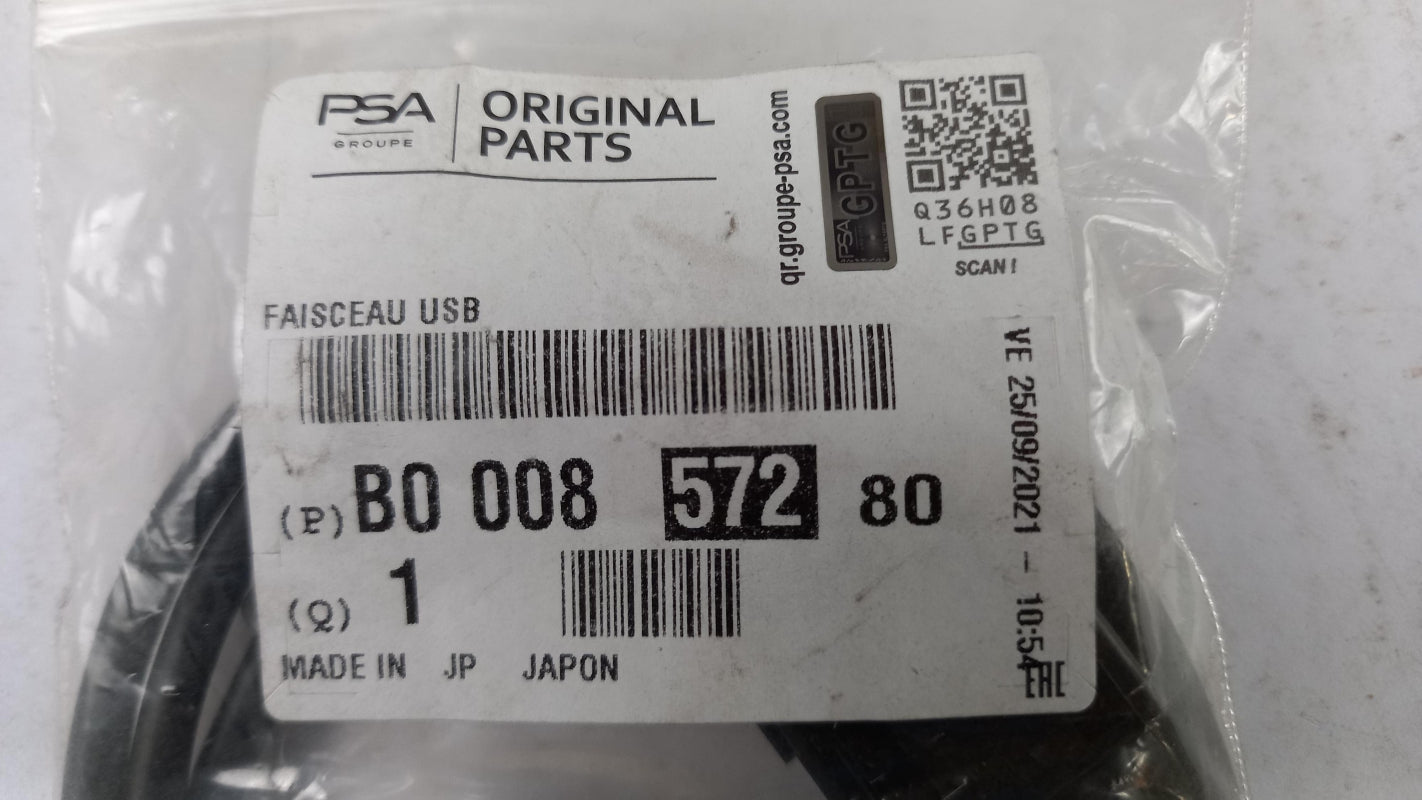 PSA
GROUPE
ORIGINAL
PARTS
qr.groupe-psa.com
PSA GPTG
Q36H08
LFGPTG
SCAN!
FAISCEAU USB
(P) B0 008 572 80
(Q) 1
MADE IN JP JAPON
VE 25/09/2021 - 10:54
EAC